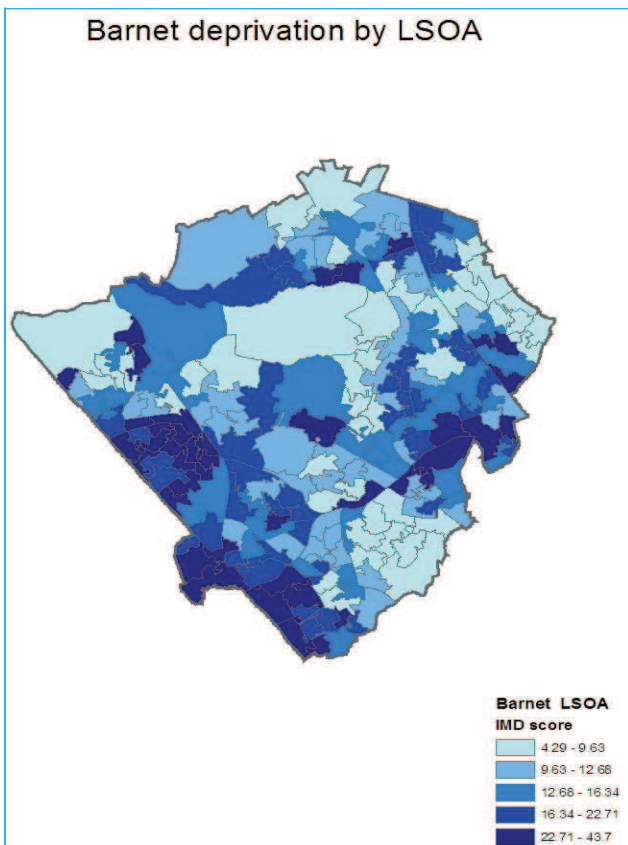 Barnet deprivation by LSOA
Barnet LSOA
IMD score
4.29 - 9.63
9.63 - 12.68
12.68 - 16.34
16.34 - 22.71
22.71 - 43.7